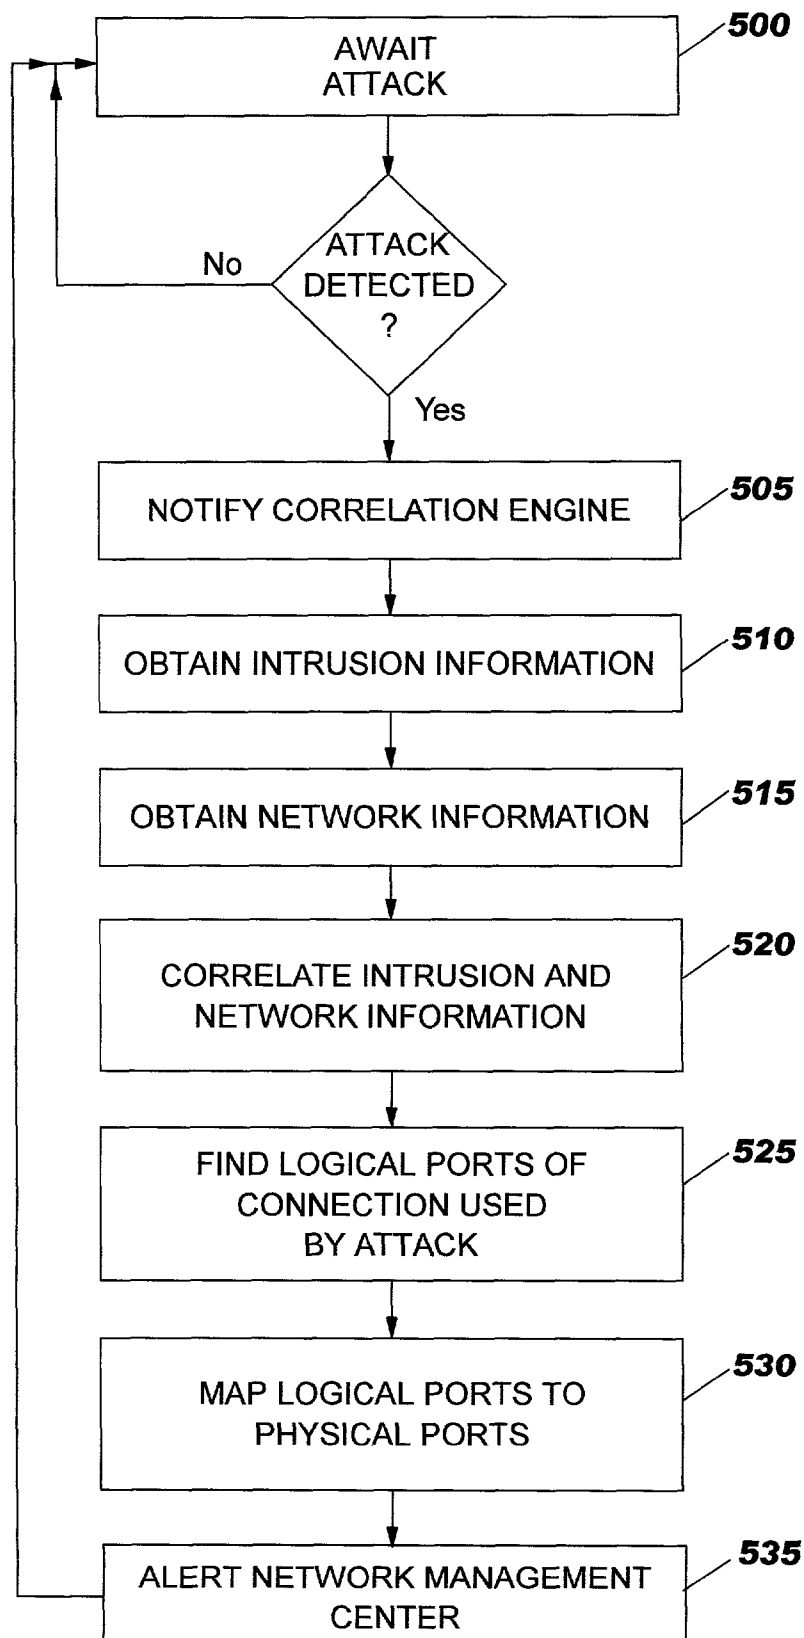 AWAIT
ATTACK
500
ATTACK
DETECTED
?
No
Yes
NOTIFY CORRELATION ENGINE
505
OBTAIN INTRUSION INFORMATION
510
OBTAIN NETWORK INFORMATION
515
CORRELATE INTRUSION AND
NETWORK INFORMATION
520
FIND LOGICAL PORTS OF
CONNECTION USED
BY ATTACK
525
MAP LOGICAL PORTS TO
PHYSICAL PORTS
530
ALERT NETWORK MANAGEMENT
CENTER
535